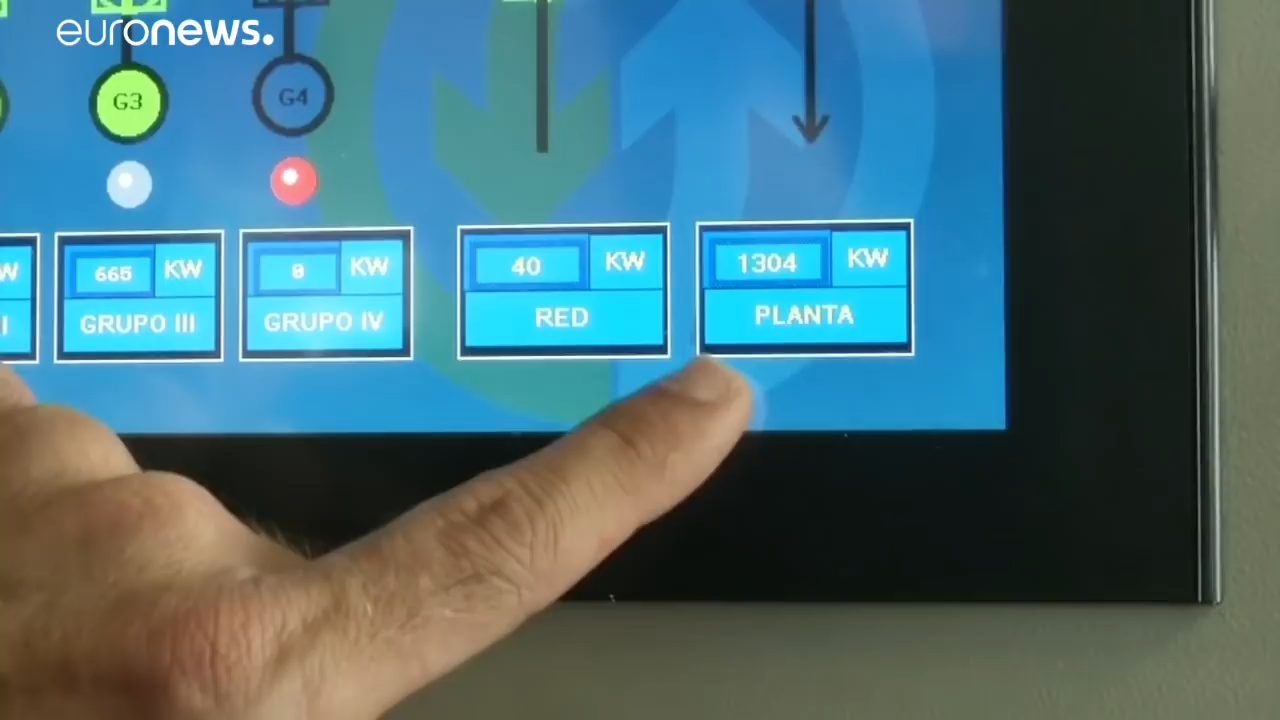 euronews.
G3
G4
W
665 KW
0 KW
40 KW
1304 KW
I
GRUPO III
GRUPO IV
RED
PLANTA